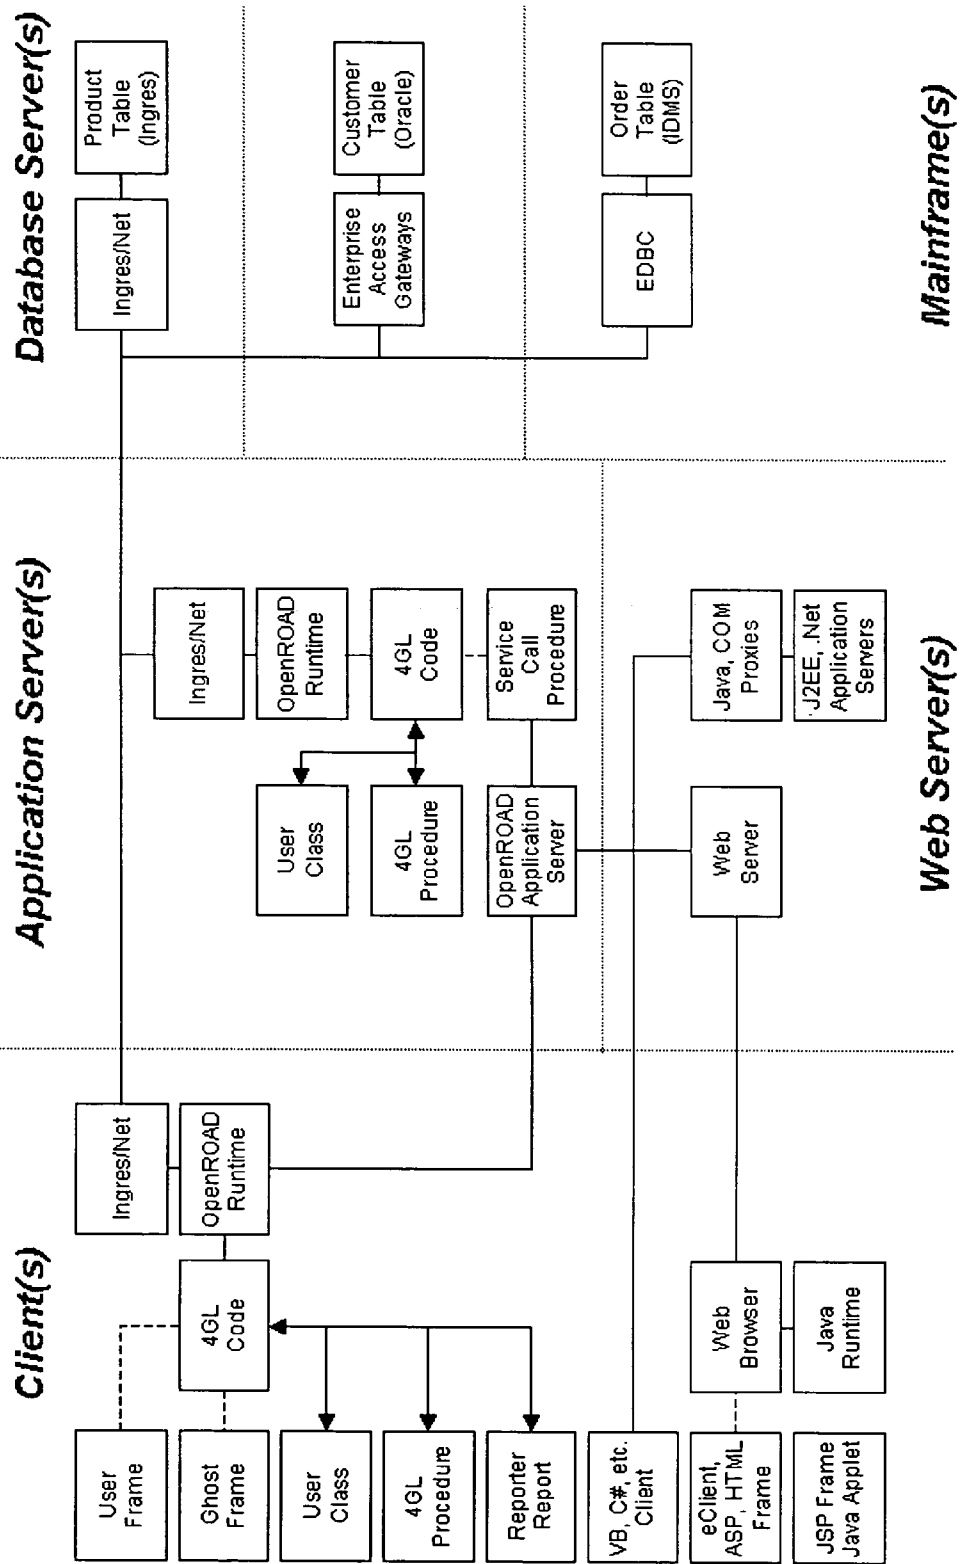 Client(s)
Application Server(s)
Database Server(s)
User
Frame
Ghost
Frame
User
Class
4GL
Procedure
Reporter
Report
VB, C#, etc.
Client
eClient,
ASP, HTML
Frame
JSP Frame
Java Applet
4GL
Code
Web
Browser
Java
Runtime
Ingres/Net
OpenROAD
Runtime
User
Class
4GL
Procedure
OpenROAD
Application
Server
Web
Server
Ingres/Net
OpenROAD
Runtime
4GL
Code
Service
Call
Procedure
Java, COM
Proxies
J2EE, .Net
Application
Servers
Ingres/Net
Product
Table
(Ingres)
Enterprise
Access
Gateways
Customer
Table
(Oracle)
EDBC
Order
Table
(IDMS)
Web Server(s)
Mainframe(s)